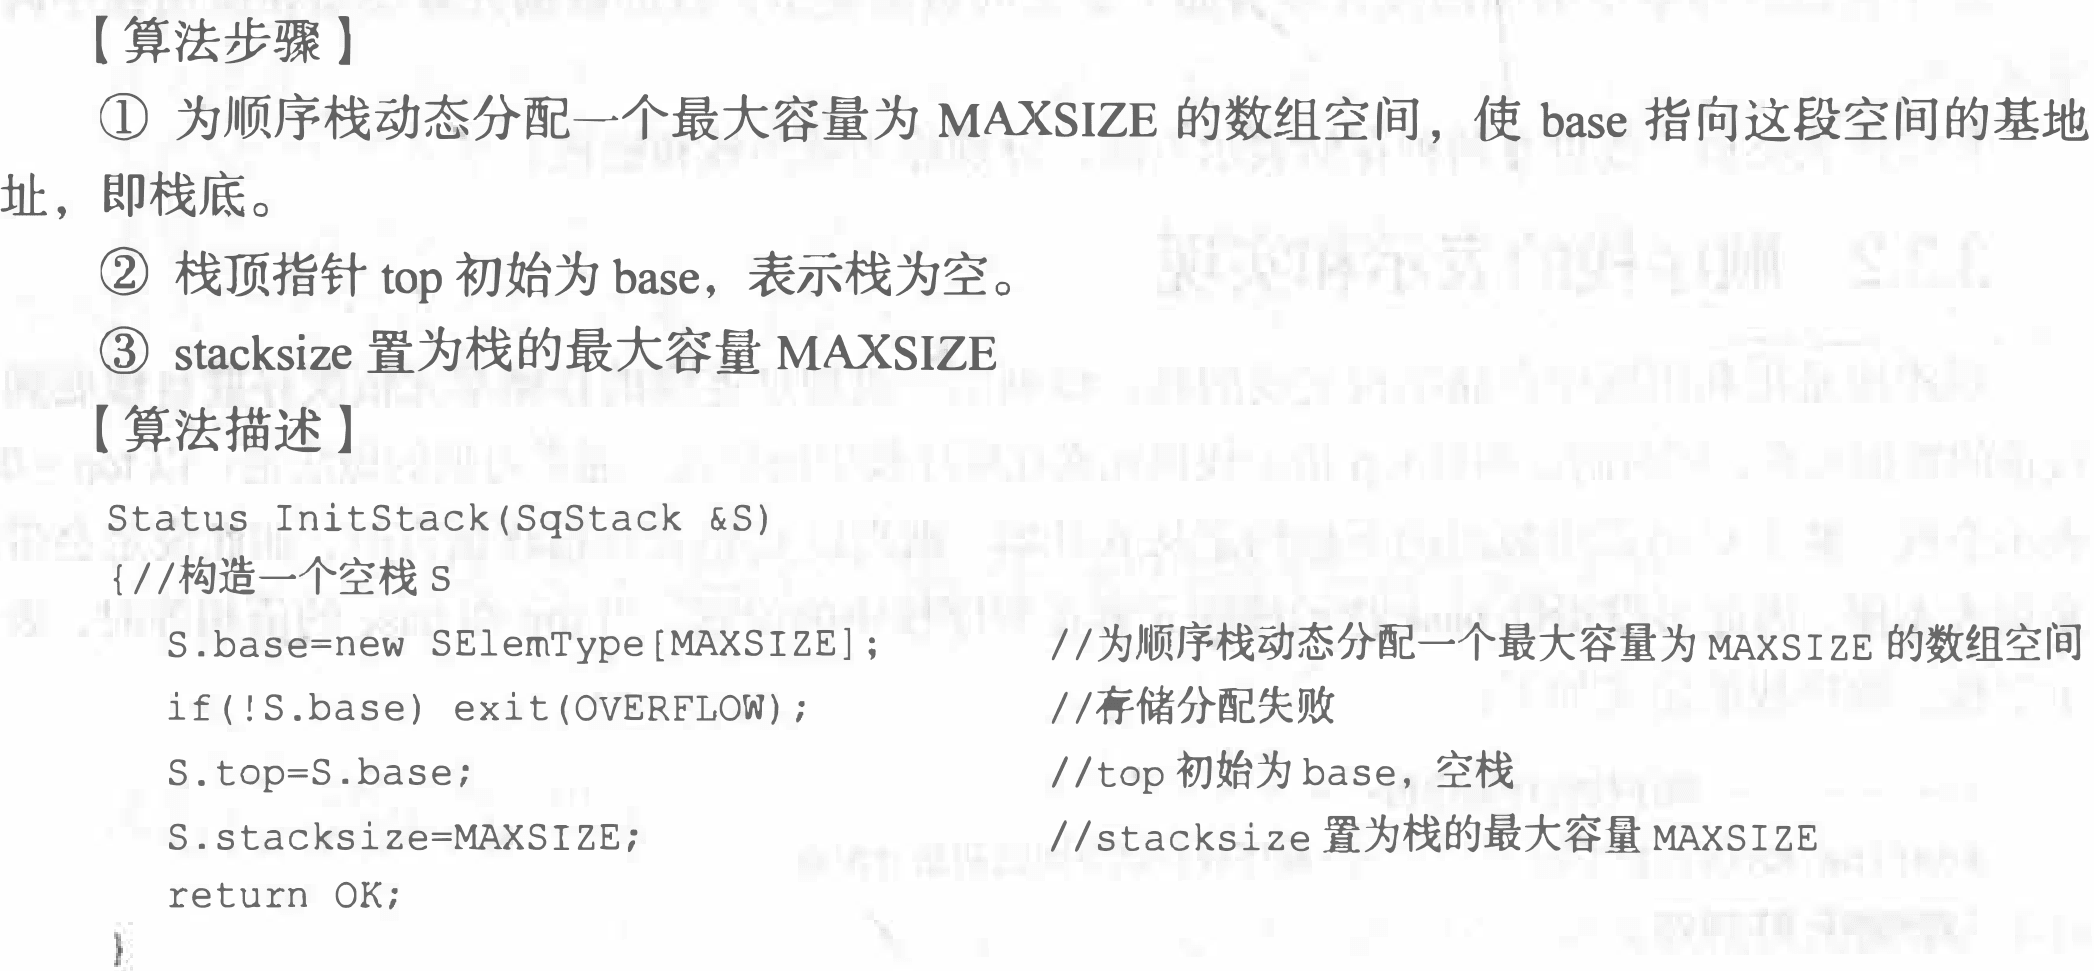 【算法步骤】
① 为顺序栈动态分配一个最大容量为 MAXSIZE 的数组空间，使 base 指向这段空间的基地
址，即栈底。
② 栈顶指针 top 初始为 base，表示栈为空。
③ stacksize 置为栈的最大容量 MAXSIZE
【算法描述】
Status InitStack(SqStack &S)
{//构造一个空栈 S
S.base=new SElemType[MAXSIZE]; //为顺序栈动态分配一个最大容量为 MAXSIZE 的数组空间
if(!S.base) exit(OVERFLOW); //存储分配失败
S.top=S.base; //top 初始为 base，空栈
S.stacksize=MAXSIZE; //stacksize 置为栈的最大容量 MAXSIZE
return OK;
}